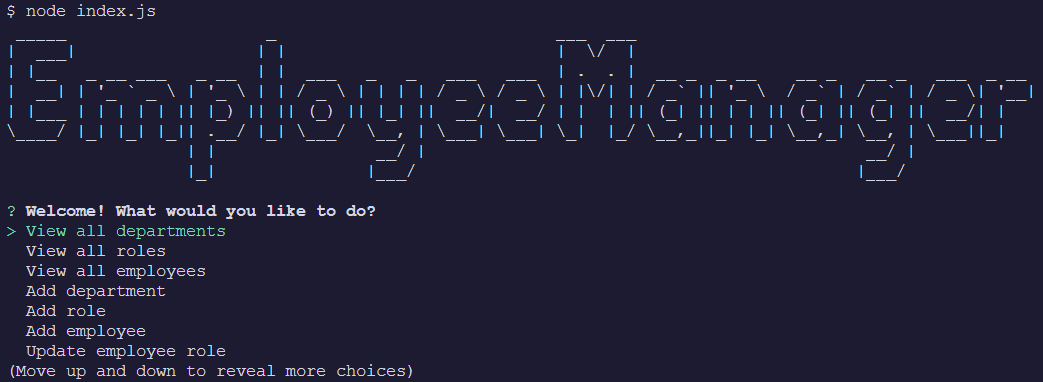 $ node index.js
EmployeeManager
? Welcome! What would you like to do?
> View all departments
View all roles
View all employees
Add department
Add role
Add employee
Update employee role
(Move up and down to reveal more choices)